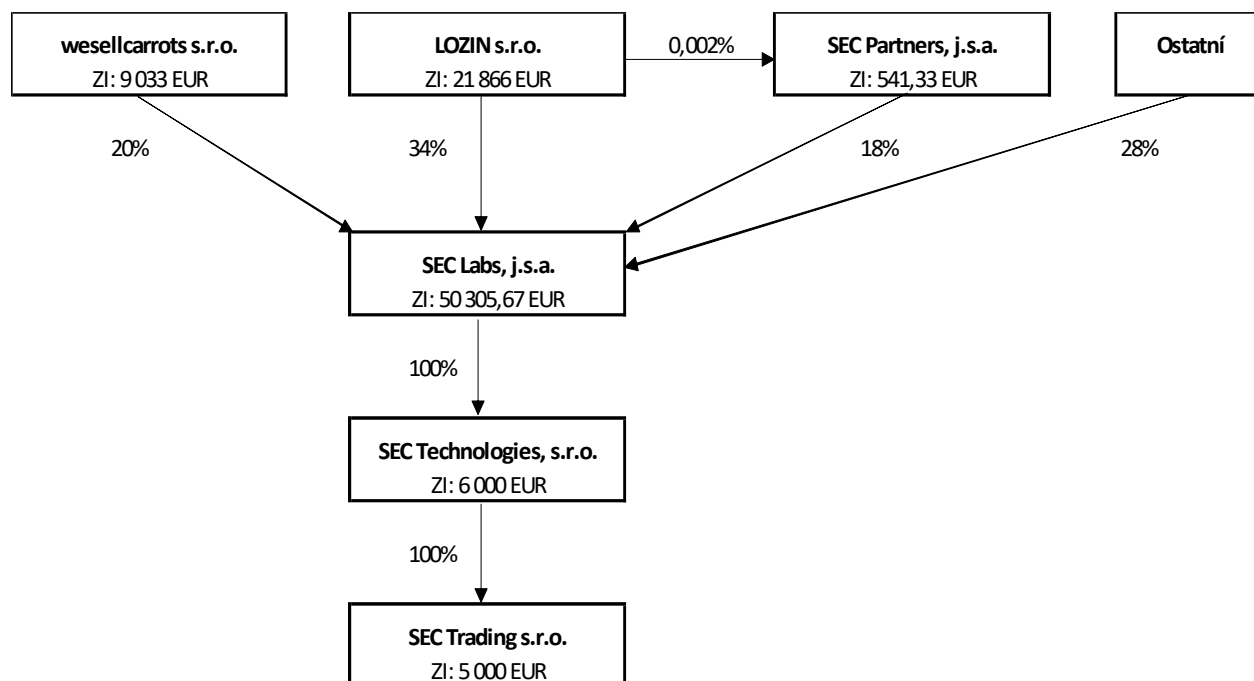 wesellcarrots s.r.o.
ZI: 9 033 EUR
LOZIN s.r.o.
ZI: 21 866 EUR
0,002%
SEC Partners, j.s.a.
ZI: 541,33 EUR
Ostatní
20%
34%
18%
28%
SEC Labs, j.s.a.
ZI: 50 305,67 EUR
100%
SEC Technologies, s.r.o.
ZI: 6 000 EUR
100%
SEC Trading s.r.o.
ZI: 5 000 EUR